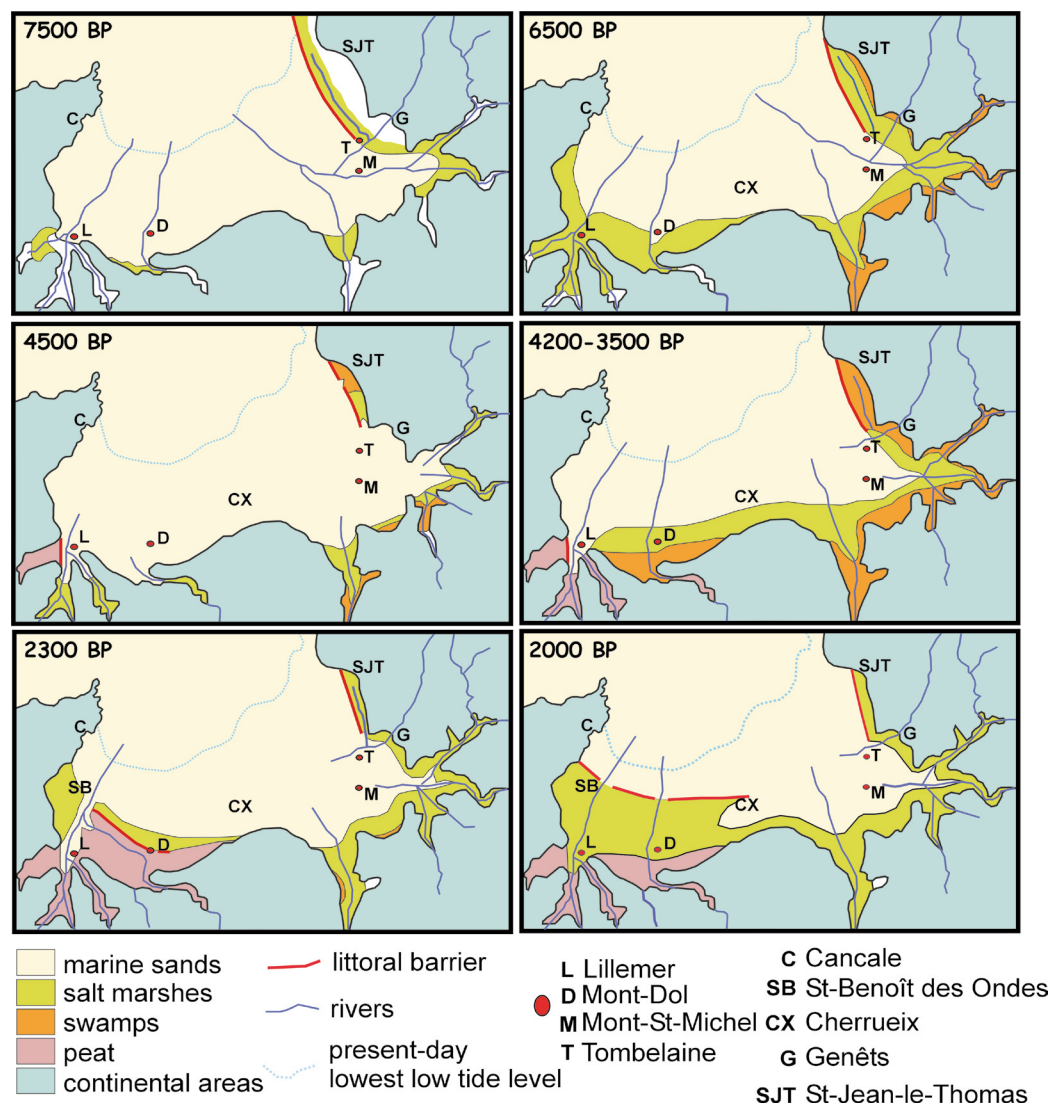 7500 BP
SJT
C
G
T
M
L
D
6500 BP
SJT
C
G
T
M
CX
L
D
4500 BP
SJT
C
G
T
M
CX
L
D
4200-3500 BP
SJT
C
G
T
M
CX
L
D
2300 BP
SJT
C
G
T
SB
M
CX
L
D
2000 BP
SJT
C
G
T
SB
M
CX
L
D
marine sands
salt marshes
swamps
peat
continental areas
littoral barrier
rivers
present-day
lowest low tide level
L Lillemer
D Mont-Dol
M Mont-St-Michel
T Tombelaine
C Cancale
SB St-Benoît des Ondes
CX Cherrueix
G Genêts
SJT St-Jean-le-Thomas